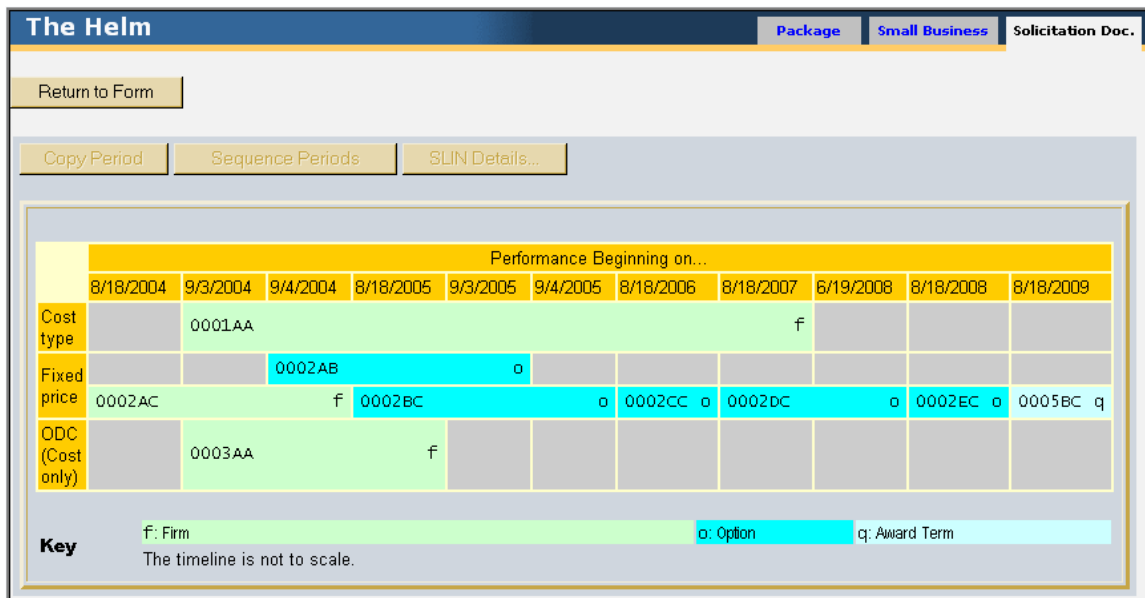 The Helm
Package Small Business Solicitation Doc.
Return to Form
Copy Period Sequence Periods SLIN Details...
Performance Beginning on...
8/18/2004 9/3/2004 9/4/2004 8/18/2005 9/3/2005 9/4/2005 8/18/2006 8/18/2007 6/19/2008 8/18/2008 8/18/2009
Cost
type
0001AA f
Fixed
price
0002AB o
0002AC f 0002BC o 0002CC o 0002DC o 0002EC o 0005BC q
ODC
(Cost
only)
0003AA f
Key
f: Firm o: Option q: Award Term
The timeline is not to scale.